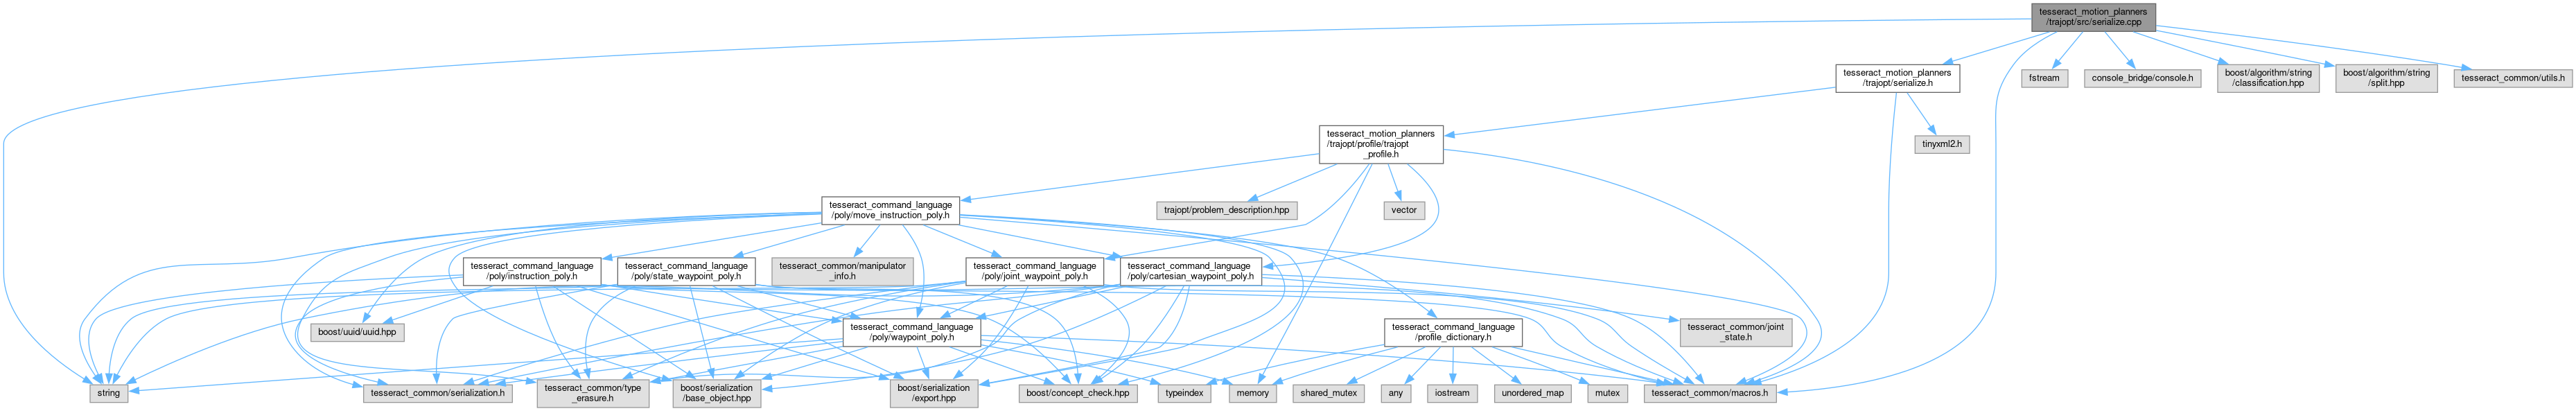 tesseract_motion_planners
/trajopt/src/serialize.cpp
tesseract_motion_planners
/trajopt/serialize.h
fstream
console_bridge/console.h
boost/algorithm/string
/classification.hpp
boost/algorithm/string
/split.hpp
tesseract_common/utils.h
tesseract_motion_planners
/trajopt/profile/trajopt
_profile.h
tinyxml2.h
tesseract_command_language
/poly/move_instruction_poly.h
trajopt/problem_description.hpp
vector
tesseract_command_language
/poly/instruction_poly.h
tesseract_command_language
/poly/state_waypoint_poly.h
tesseract_common/manipulator
_info.h
tesseract_command_language
/poly/joint_waypoint_poly.h
tesseract_command_language
/poly/cartesian_waypoint_poly.h
boost/uuid/uuid.hpp
tesseract_command_language
/poly/waypoint_poly.h
tesseract_command_language
/profile_dictionary.h
tesseract_common/joint
_state.h
string
tesseract_common/serialization.h
tesseract_common/type
_erasure.h
boost/serialization
/base_object.hpp
boost/serialization
/export.hpp
boost/concept_check.hpp
typeindex
memory
shared_mutex
any
iostream
unordered_map
mutex
tesseract_common/macros.h